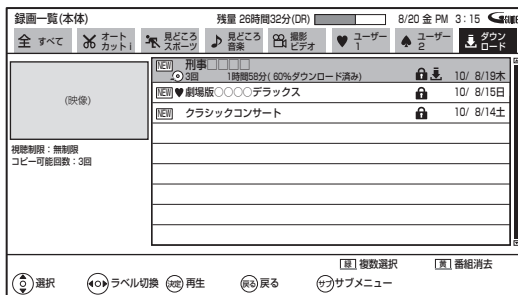 録画一覧(本体) 残量 26時間32分(DR) 8/20 金 PM 3:15 GGUIDE
全 すべて オートカットi 見どころスポーツ 見どころ音楽 撮影ビデオ ユーザー1 ユーザー2 ダウンロード
NEW 刑事□□□□
3回 1時間58分( 60%ダウンロード済み) 10/ 8/19木
NEW ♥ 劇場版○○○○デラックス 10/ 8/15日
NEW クラシックコンサート 10/ 8/14土
(映像)
視聴制限:無制限
コピー可能回数:3回
緑 複数選択 黄 番組消去
選択 ラベル切換 決定 再生 戻る 戻る サブ サブメニュー